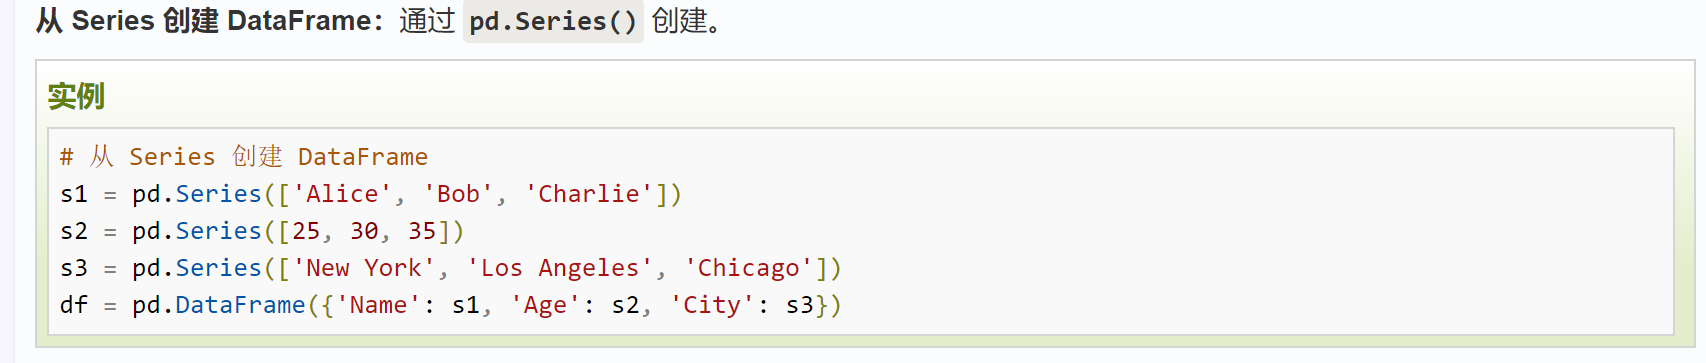 从 Series 创建 DataFrame：通过 pd.Series() 创建。
实例
# 从 Series 创建 DataFrame
s1 = pd.Series(['Alice', 'Bob', 'Charlie'])
s2 = pd.Series([25, 30, 35])
s3 = pd.Series(['New York', 'Los Angeles', 'Chicago'])
df = pd.DataFrame({'Name': s1, 'Age': s2, 'City': s3})